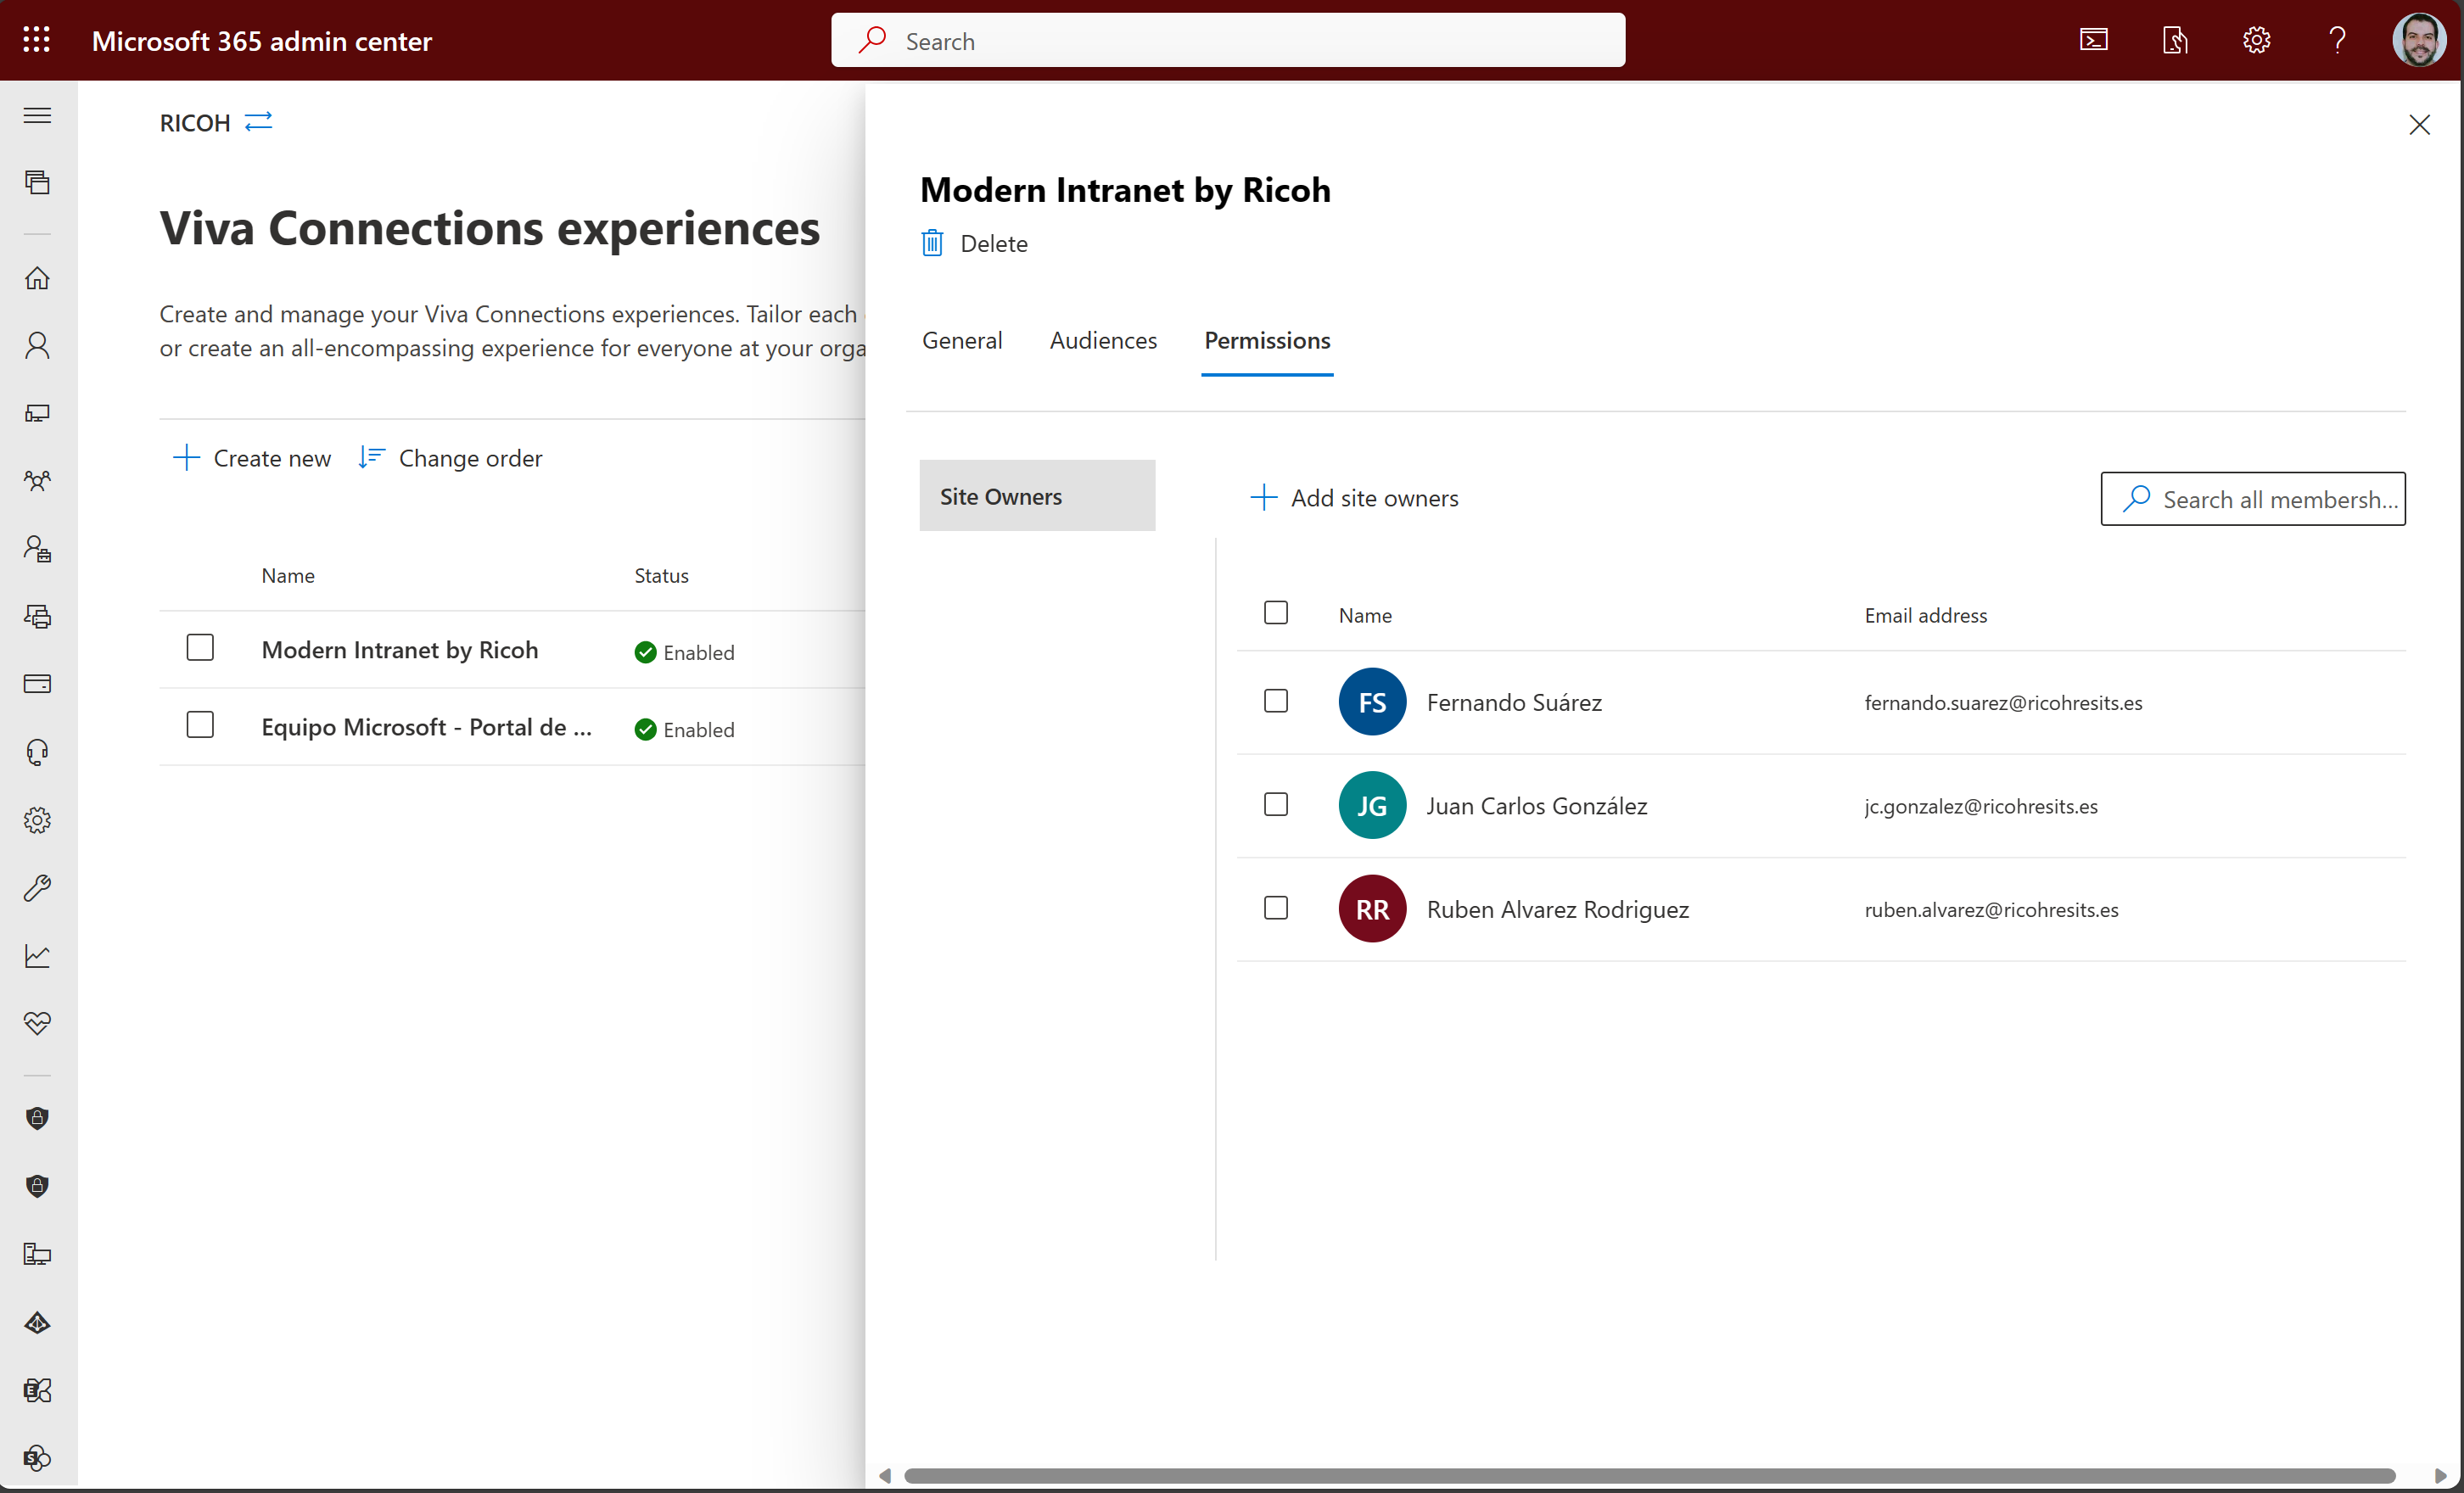 Microsoft 365 admin center
Search
RICOH
Viva Connections experiences
Create and manage your Viva Connections experiences. Tailor each
or create an all-encompassing experience for everyone at your orga
Create new
Change order
Name
Status
Modern Intranet by Ricoh
Enabled
Equipo Microsoft - Portal de ...
Enabled
Modern Intranet by Ricoh
Delete
General
Audiences
Permissions
Site Owners
Add site owners
Search all membersh...
Name
Email address
FS
Fernando Suárez
fernando.suarez@ricohresits.es
JG
Juan Carlos González
jc.gonzalez@ricohresits.es
RR
Ruben Alvarez Rodriguez
ruben.alvarez@ricohresits.es